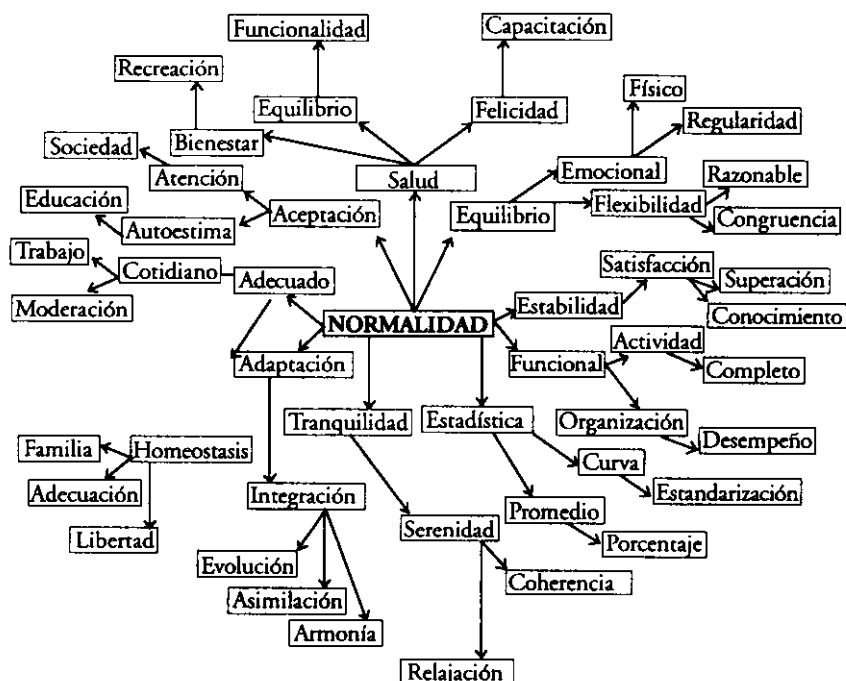 Funcionalidad
Capacitación
Recreación
Equilibrio
Felicidad
Físico
Regularidad
Sociedad
Bienestar
Atención
Salud
Emocional
Razonable
Educación
Autoestima
Aceptación
Equilibrio
Flexibilidad
Congruencia
Trabajo
Cotidiano
Adecuado
Satisfacción
Superación
Moderación
NORMALIDAD
Estabilidad
Conocimiento
Adaptación
Funcional
Actividad
Completo
Tranquilidad
Estadística
Organización
Desempeño
Familia
Homeostasis
Curva
Adecuación
Integración
Estandarización
Libertad
Serenidad
Promedio
Porcentaje
Evolución
Coherencia
Asimilación
Armonía
Relajación